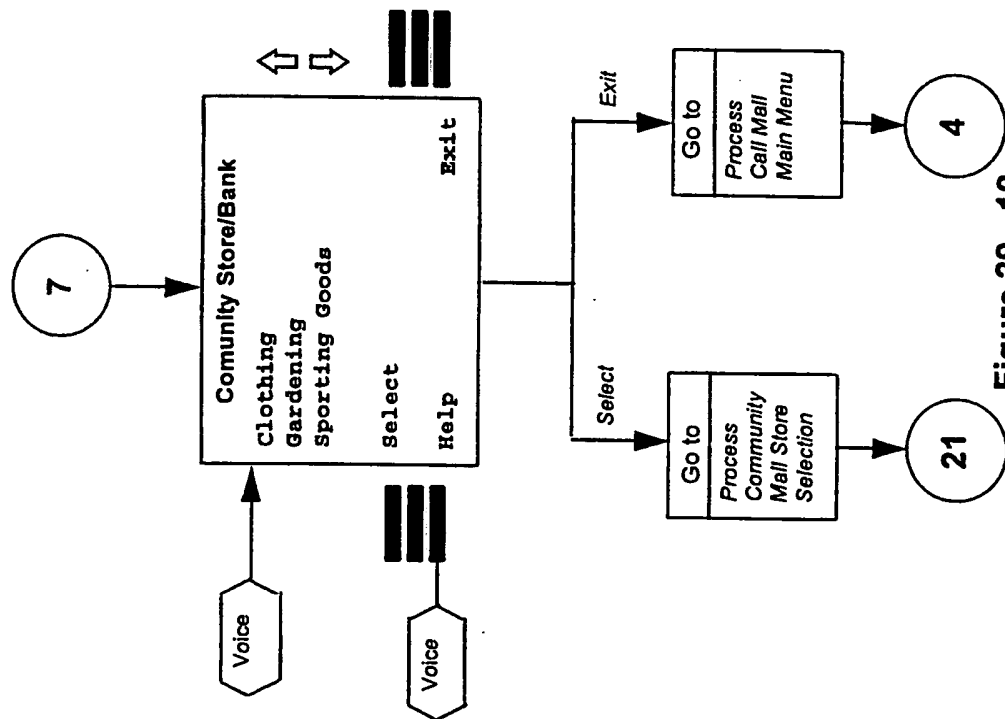 7
Comunity Store/Bank
Clothing
Gardening
Sporting Goods
Select
Help Exit
Voice
Voice
Select
Exit
Go to
Process
Community
Mall Store
Selection
Go to
Process
Call Mall
Main Menu
21
4
Figure